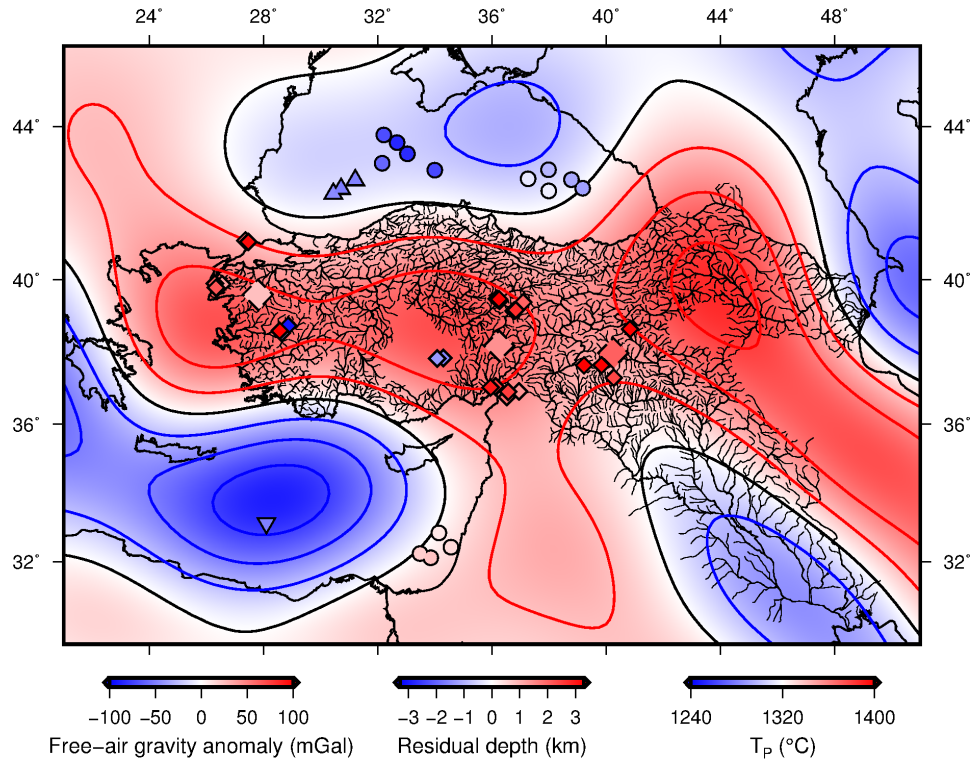 24° 28° 32° 36° 40° 44° 48°
44° 44°
40° 40°
36° 36°
32° 32°
−100 −50 0 50 100 −3 −2 −1 0 1 2 3 1240 1320 1400
Free−air gravity anomaly (mGal) Residual depth (km) TP (°C)